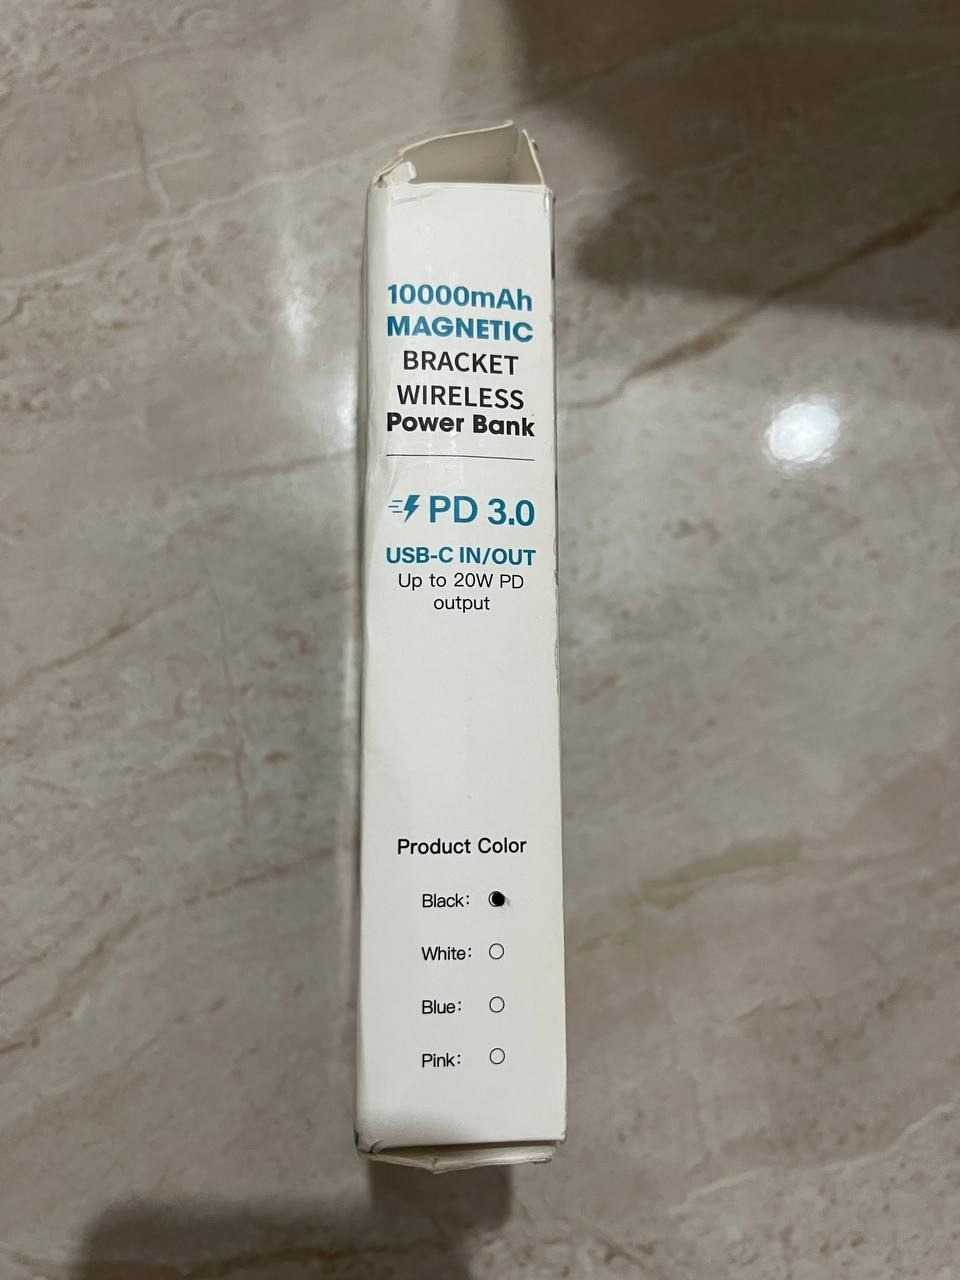 10000mAh
MAGNETIC
BRACKET
WIRELESS
Power Bank
PD 3.0
USB-C IN/OUT
Up to 20W PD
output
Product Color
Black:
White:
Blue:
Pink: